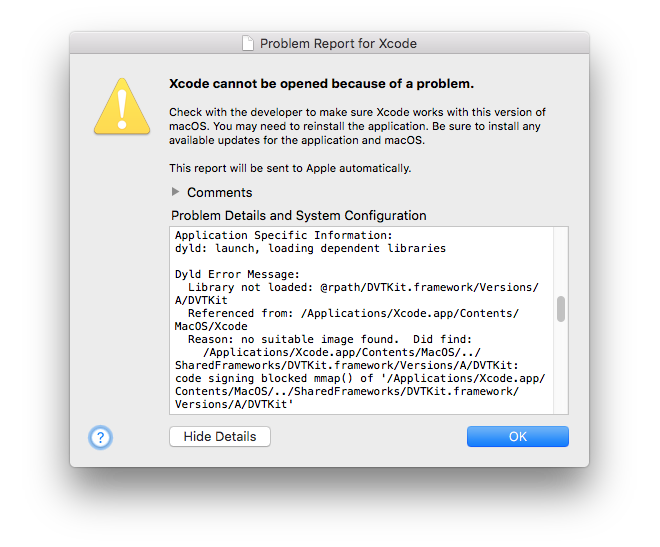 Problem Report for Xcode
Xcode cannot be opened because of a problem.
Check with the developer to make sure Xcode works with this version of
macOS. You may need to reinstall the application. Be sure to install any
available updates for the application and macOS.
This report will be sent to Apple automatically.
Comments
Problem Details and System Configuration
Application Specific Information:
dyld: launch, loading dependent libraries
Dyld Error Message:
Library not loaded: @rpath/DVTKit.framework/Versions/
A/DVTKit
Referenced from: /Applications/Xcode.app/Contents/
MacOS/Xcode
Reason: no suitable image found.  Did find:
/Applications/Xcode.app/Contents/MacOS/../
SharedFrameworks/DVTKit.framework/Versions/A/DVTKit:
code signing blocked mmap() of '/Applications/Xcode.app/
Contents/MacOS/../SharedFrameworks/DVTKit.framework/
Versions/A/DVTKit'
? Hide Details OK